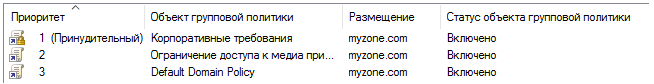 Приоритет Объект групповой политики Размещение Статус объекта групповой политики
1 (Принудительный) Корпоративные требования myzone.com Включено
2 Ограничение доступа к медиа при... myzone.com Включено
3 Default Domain Policy myzone.com Включено